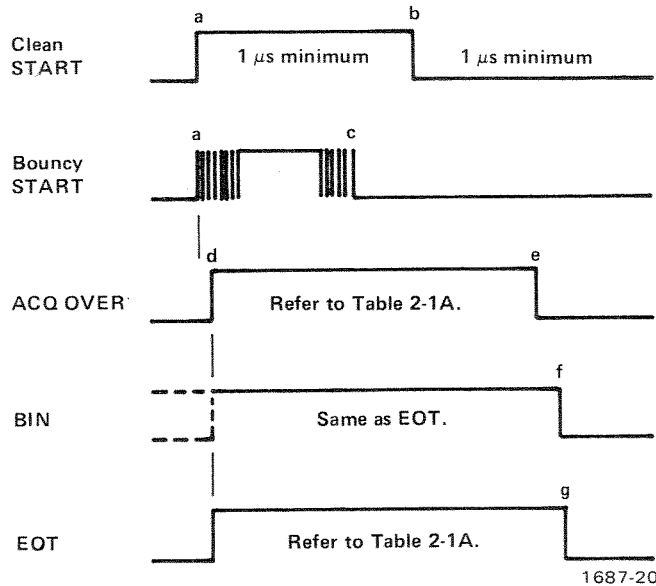 a
b
Clean
START
1 μs minimum
1 μs minimum
a
c
Bouncy
START
d
e
ACQ OVER
Refer to Table 2-1A.
f
BIN
Same as EOT.
g
EOT
Refer to Table 2-1A.
1687-20